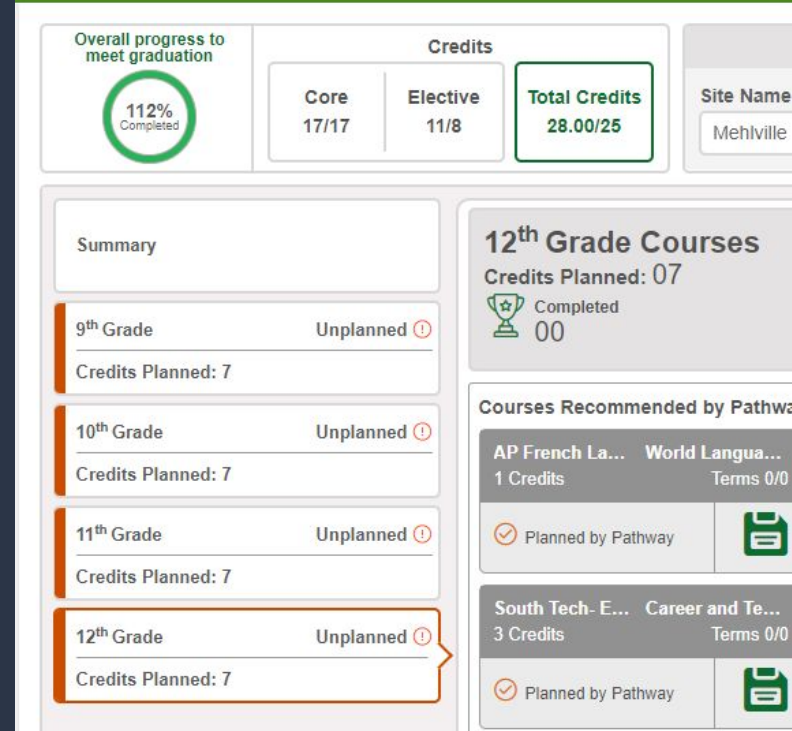 Overall progress to
meet graduation
112%
Completed
Credits
Core
17/17
Elective
11/8
Total Credits
28.00/25
Site Name
Mehlville
Summary
9th Grade Unplanned
Credits Planned: 7
10th Grade Unplanned
Credits Planned: 7
11th Grade Unplanned
Credits Planned: 7
12th Grade Unplanned
Credits Planned: 7
12th Grade Courses
Credits Planned: 07
Completed
00
Courses Recommended by Pathwa
AP French La... World Langua...
1 Credits Terms 0/0
Planned by Pathway
South Tech- E... Career and Te...
3 Credits Terms 0/0
Planned by Pathway